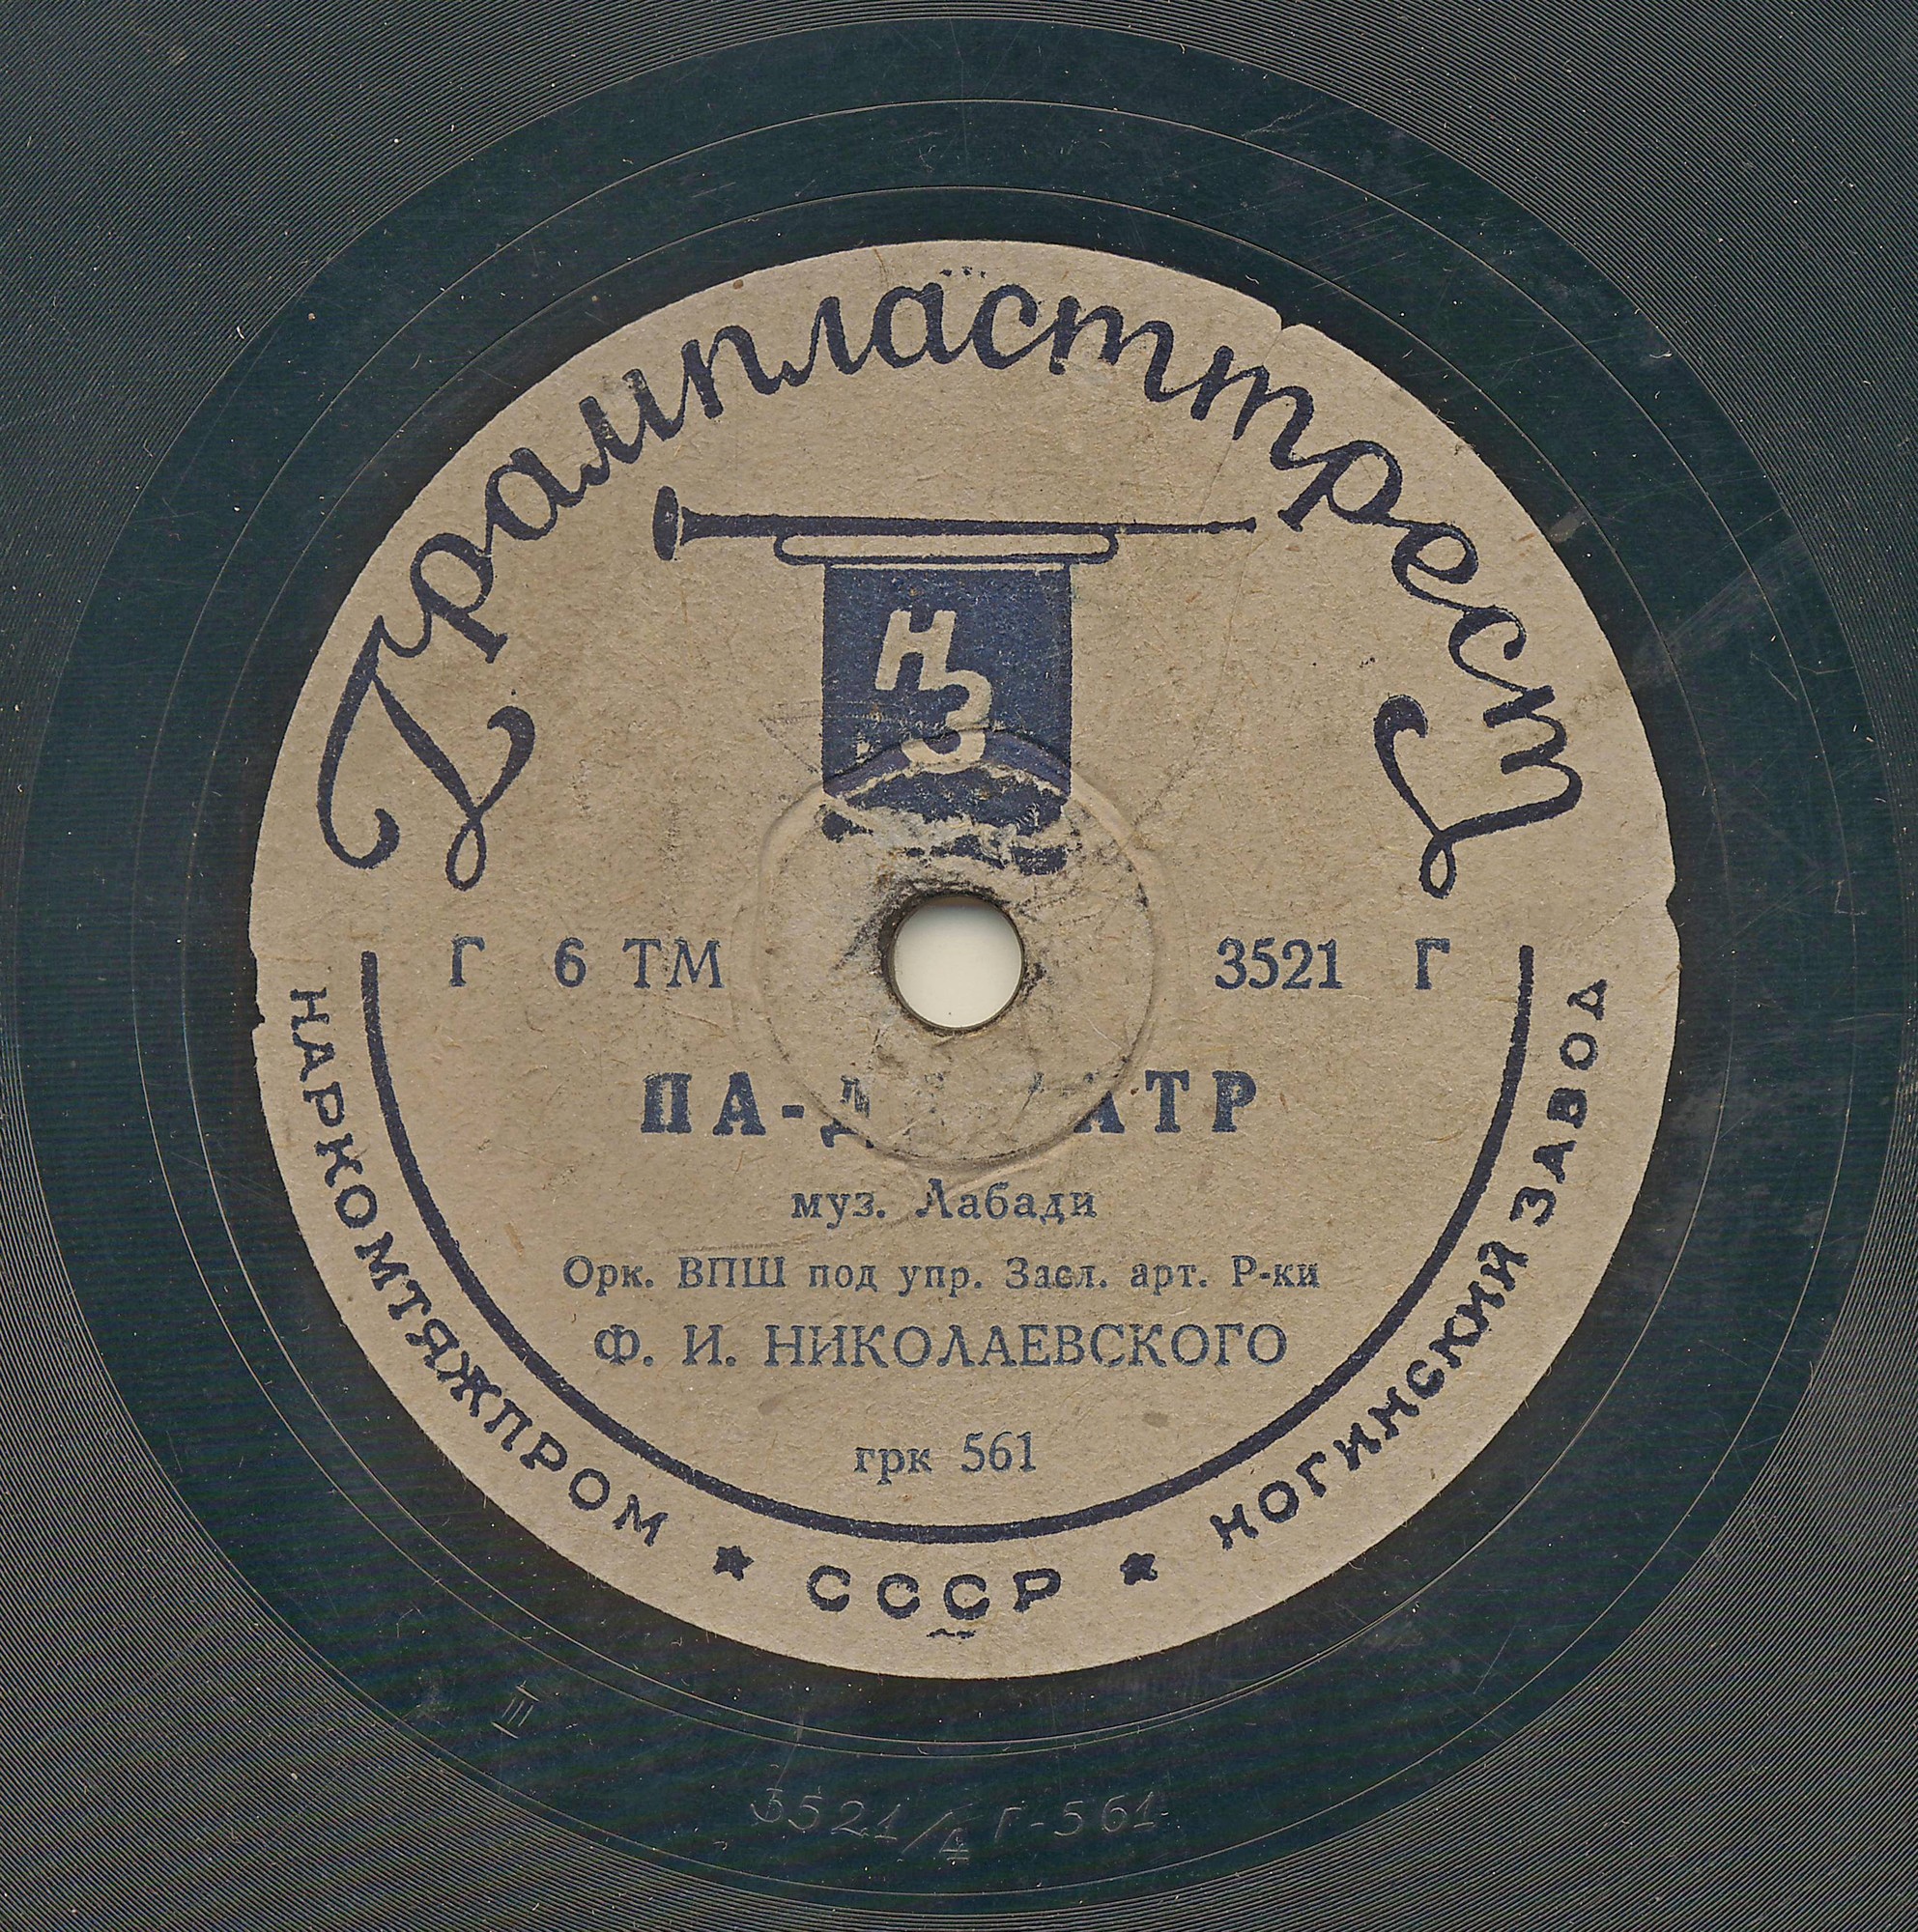 Грампласттрест
НЗ
Г 6 ТМ 3521 Г
муз. Лабади
Орк. ВПШ под упр. Засл. арт. Р-ки
Ф. И. НИКОЛАЕВСКОГО
грк 561
НАРКОМТЯЖПРОМ ★ СССР ★ НОГИНСКИЙ ЗАВОД
III
3521/4 Г-561